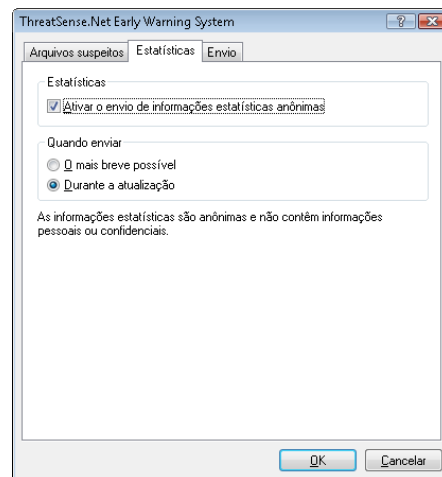 ThreatSense.Net Early Warning System
Arquivos suspeitos Estatísticas Envio
Estatísticas
Ativar o envio de informações estatísticas anônimas
Quando enviar
O mais breve possível
Durante a atualização
As informações estatísticas são anônimas e não contêm informações
pessoais ou confidenciais.
OK Cancelar